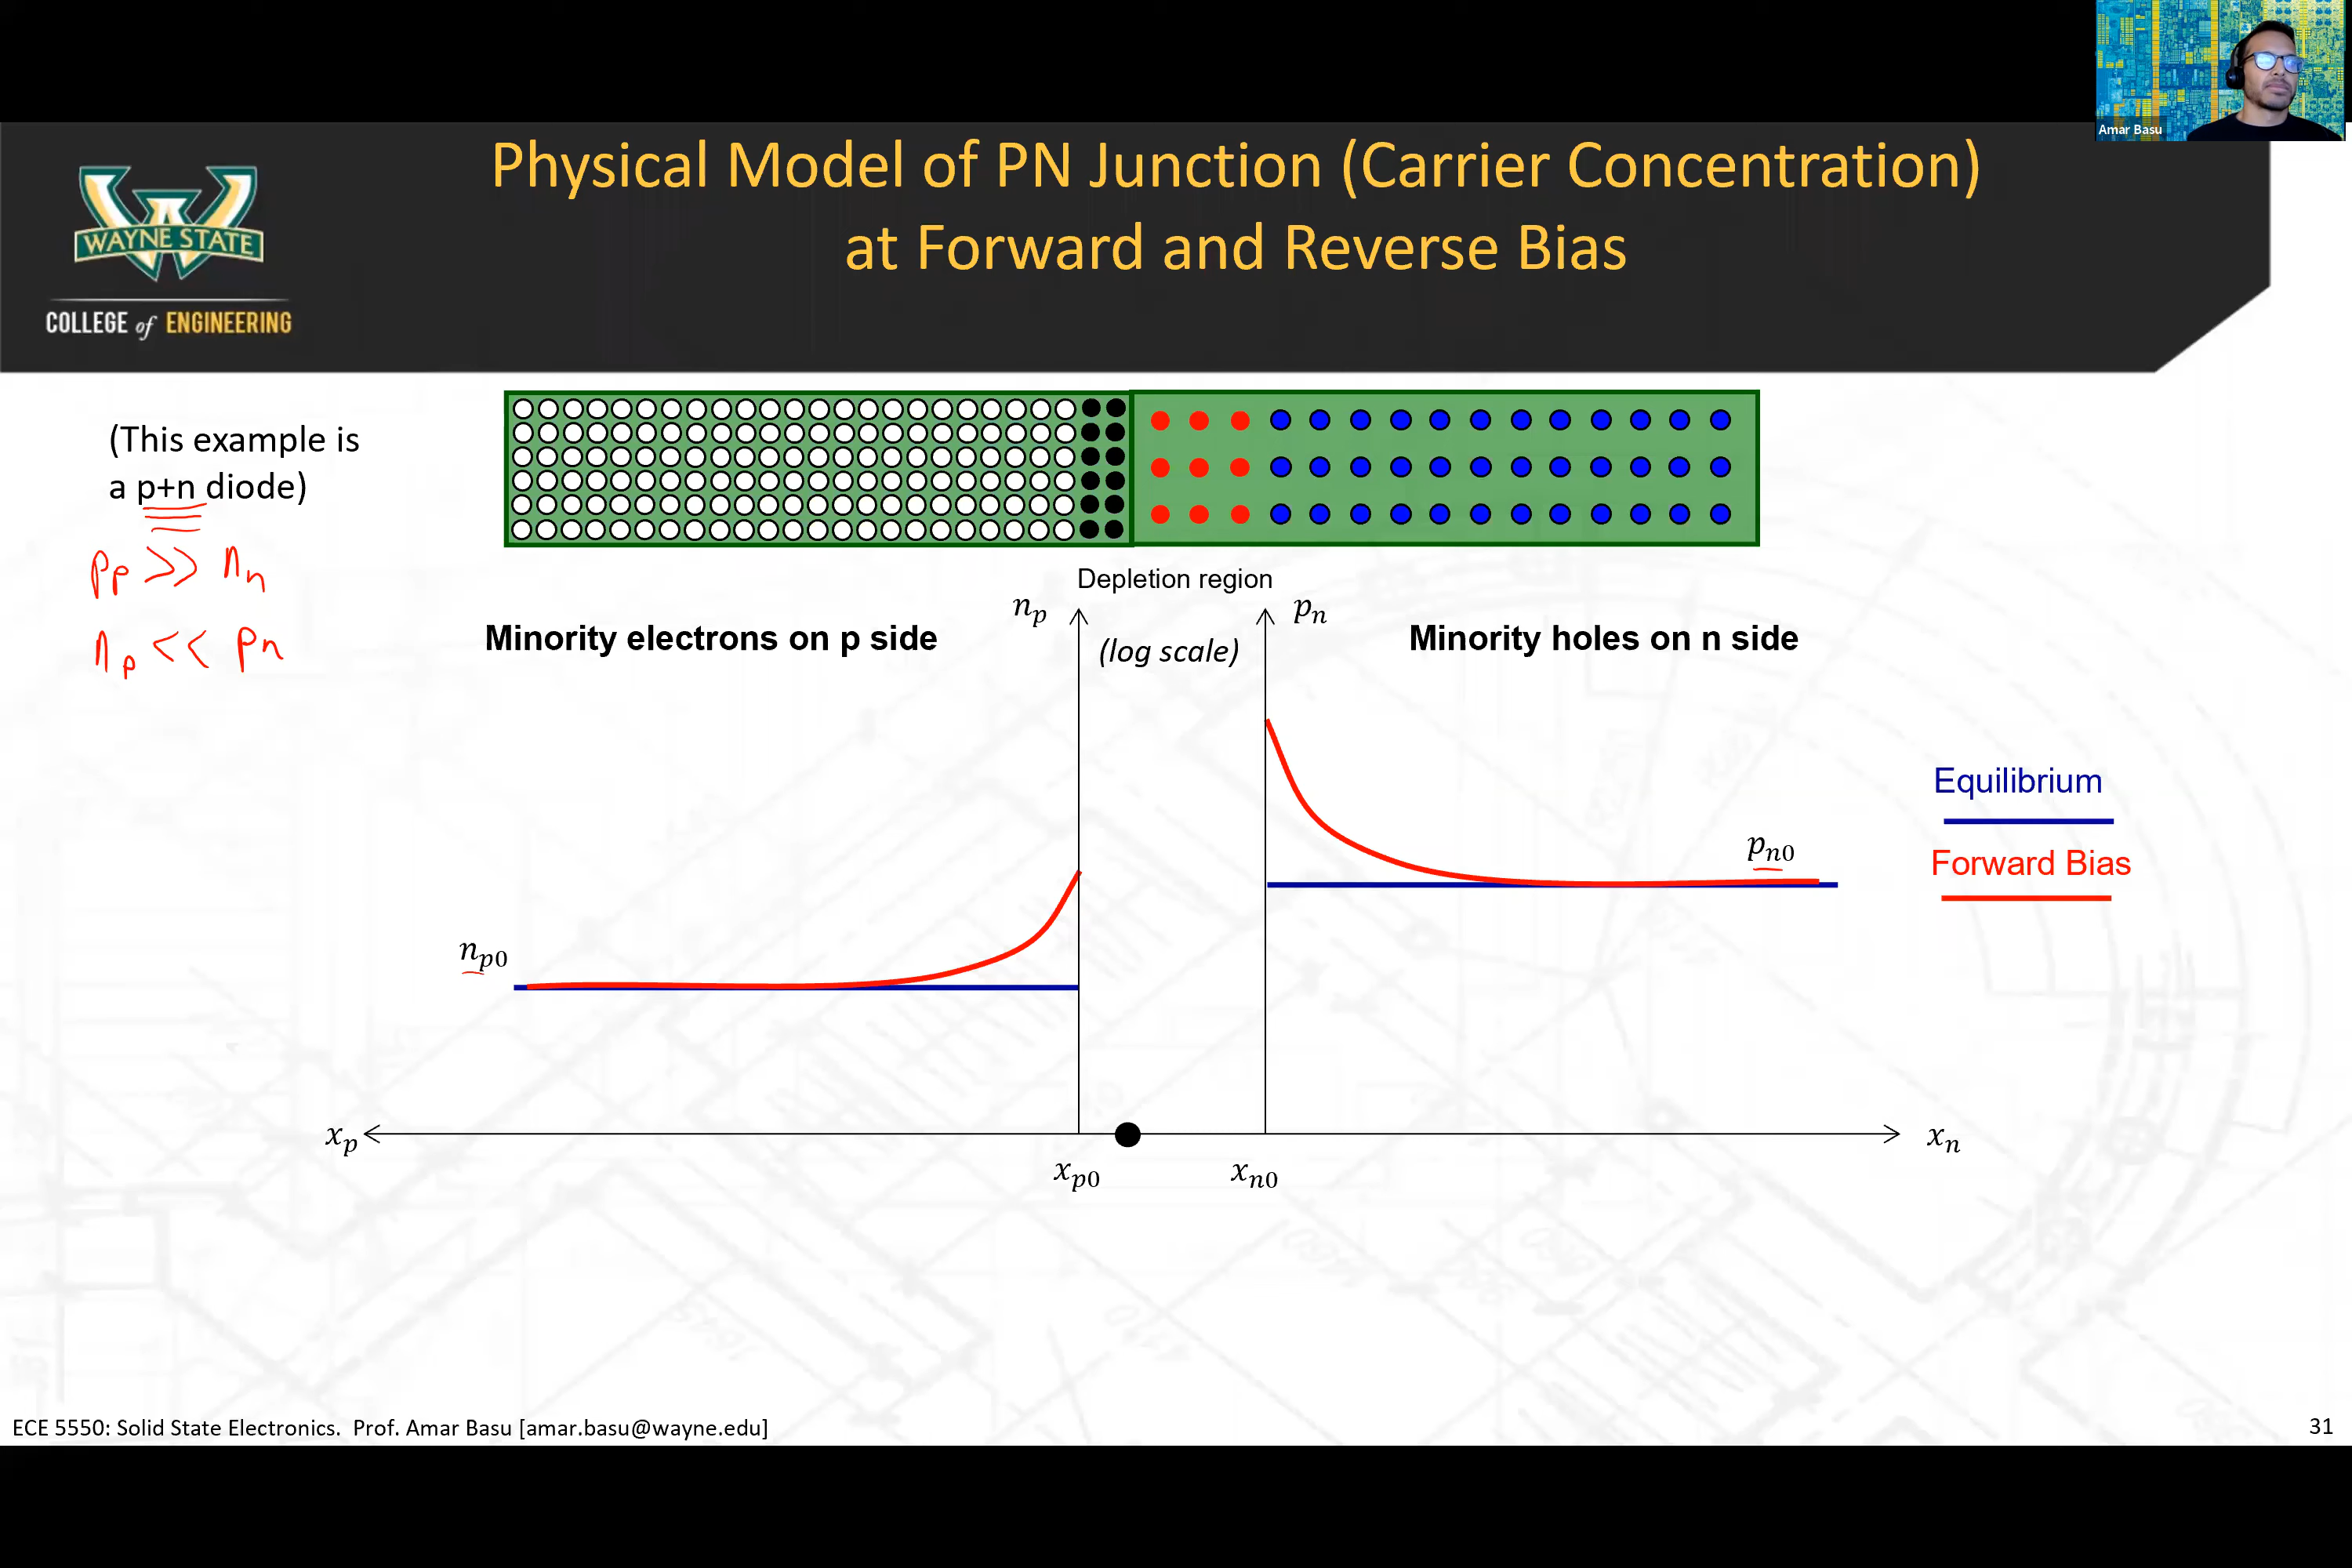 Amar Basu
Physical Model of PN Junction (Carrier Concentration)
at Forward and Reverse Bias
WAYNE STATE
COLLEGE of ENGINEERING
(This example is
a p+n diode)
pp >> nn
np << pn
Depletion region
np
pn
(log scale)
Minority electrons on p side
Minority holes on n side
Equilibrium
Forward Bias
pn0
np0
xp
xn
xp0
xn0
ECE 5550: Solid State Electronics. Prof. Amar Basu [amar.basu@wayne.edu]
31